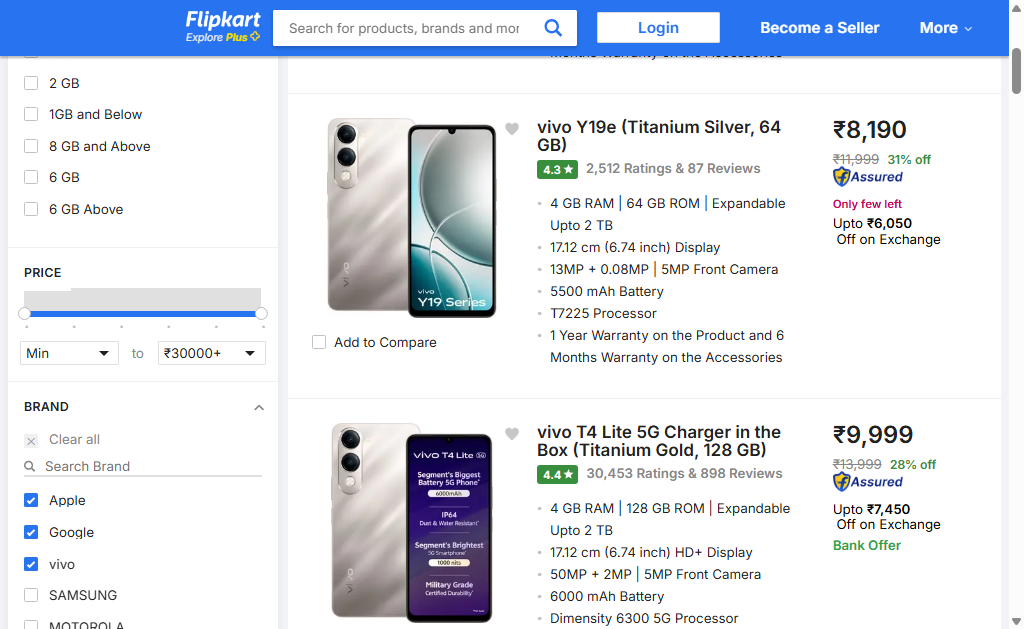 Flipkart
Explore Plus
Search for products, brands and mor
Login
Become a Seller
More
2 GB
1GB and Below
8 GB and Above
6 GB
6 GB Above
PRICE
Min
to
₹30000+
BRAND
Clear all
Search Brand
Apple
Google
vivo
SAMSUNG
MOTOROLA
Months Warranty on the Accessories
vivo
vivo
Y19 Series
Add to Compare
vivo Y19e (Titanium Silver, 64
GB)
4.3
2,512 Ratings & 87 Reviews
4 GB RAM | 64 GB ROM | Expandable
Upto 2 TB
17.12 cm (6.74 inch) Display
13MP + 0.08MP | 5MP Front Camera
5500 mAh Battery
T7225 Processor
1 Year Warranty on the Product and 6
Months Warranty on the Accessories
₹8,190
₹11,999 31% off
Assured
Only few left
Upto ₹6,050
Off on Exchange
vivo
vivo T4 Lite 5G
Segment's Biggest
Battery 5G Phone*
6000mAh
IP64
Dust & Water Resistant*
Segment's Brightest
5G Smartphone*
1000 nits
Military Grade
Certified Durability*
vivo T4 Lite 5G Charger in the
Box (Titanium Gold, 128 GB)
4.4
30,453 Ratings & 898 Reviews
4 GB RAM | 128 GB ROM | Expandable
Upto 2 TB
17.12 cm (6.74 inch) HD+ Display
50MP + 2MP | 5MP Front Camera
6000 mAh Battery
Dimensity 6300 5G Processor
₹9,999
₹13,999 28% off
Assured
Upto ₹7,450
Off on Exchange
Bank Offer